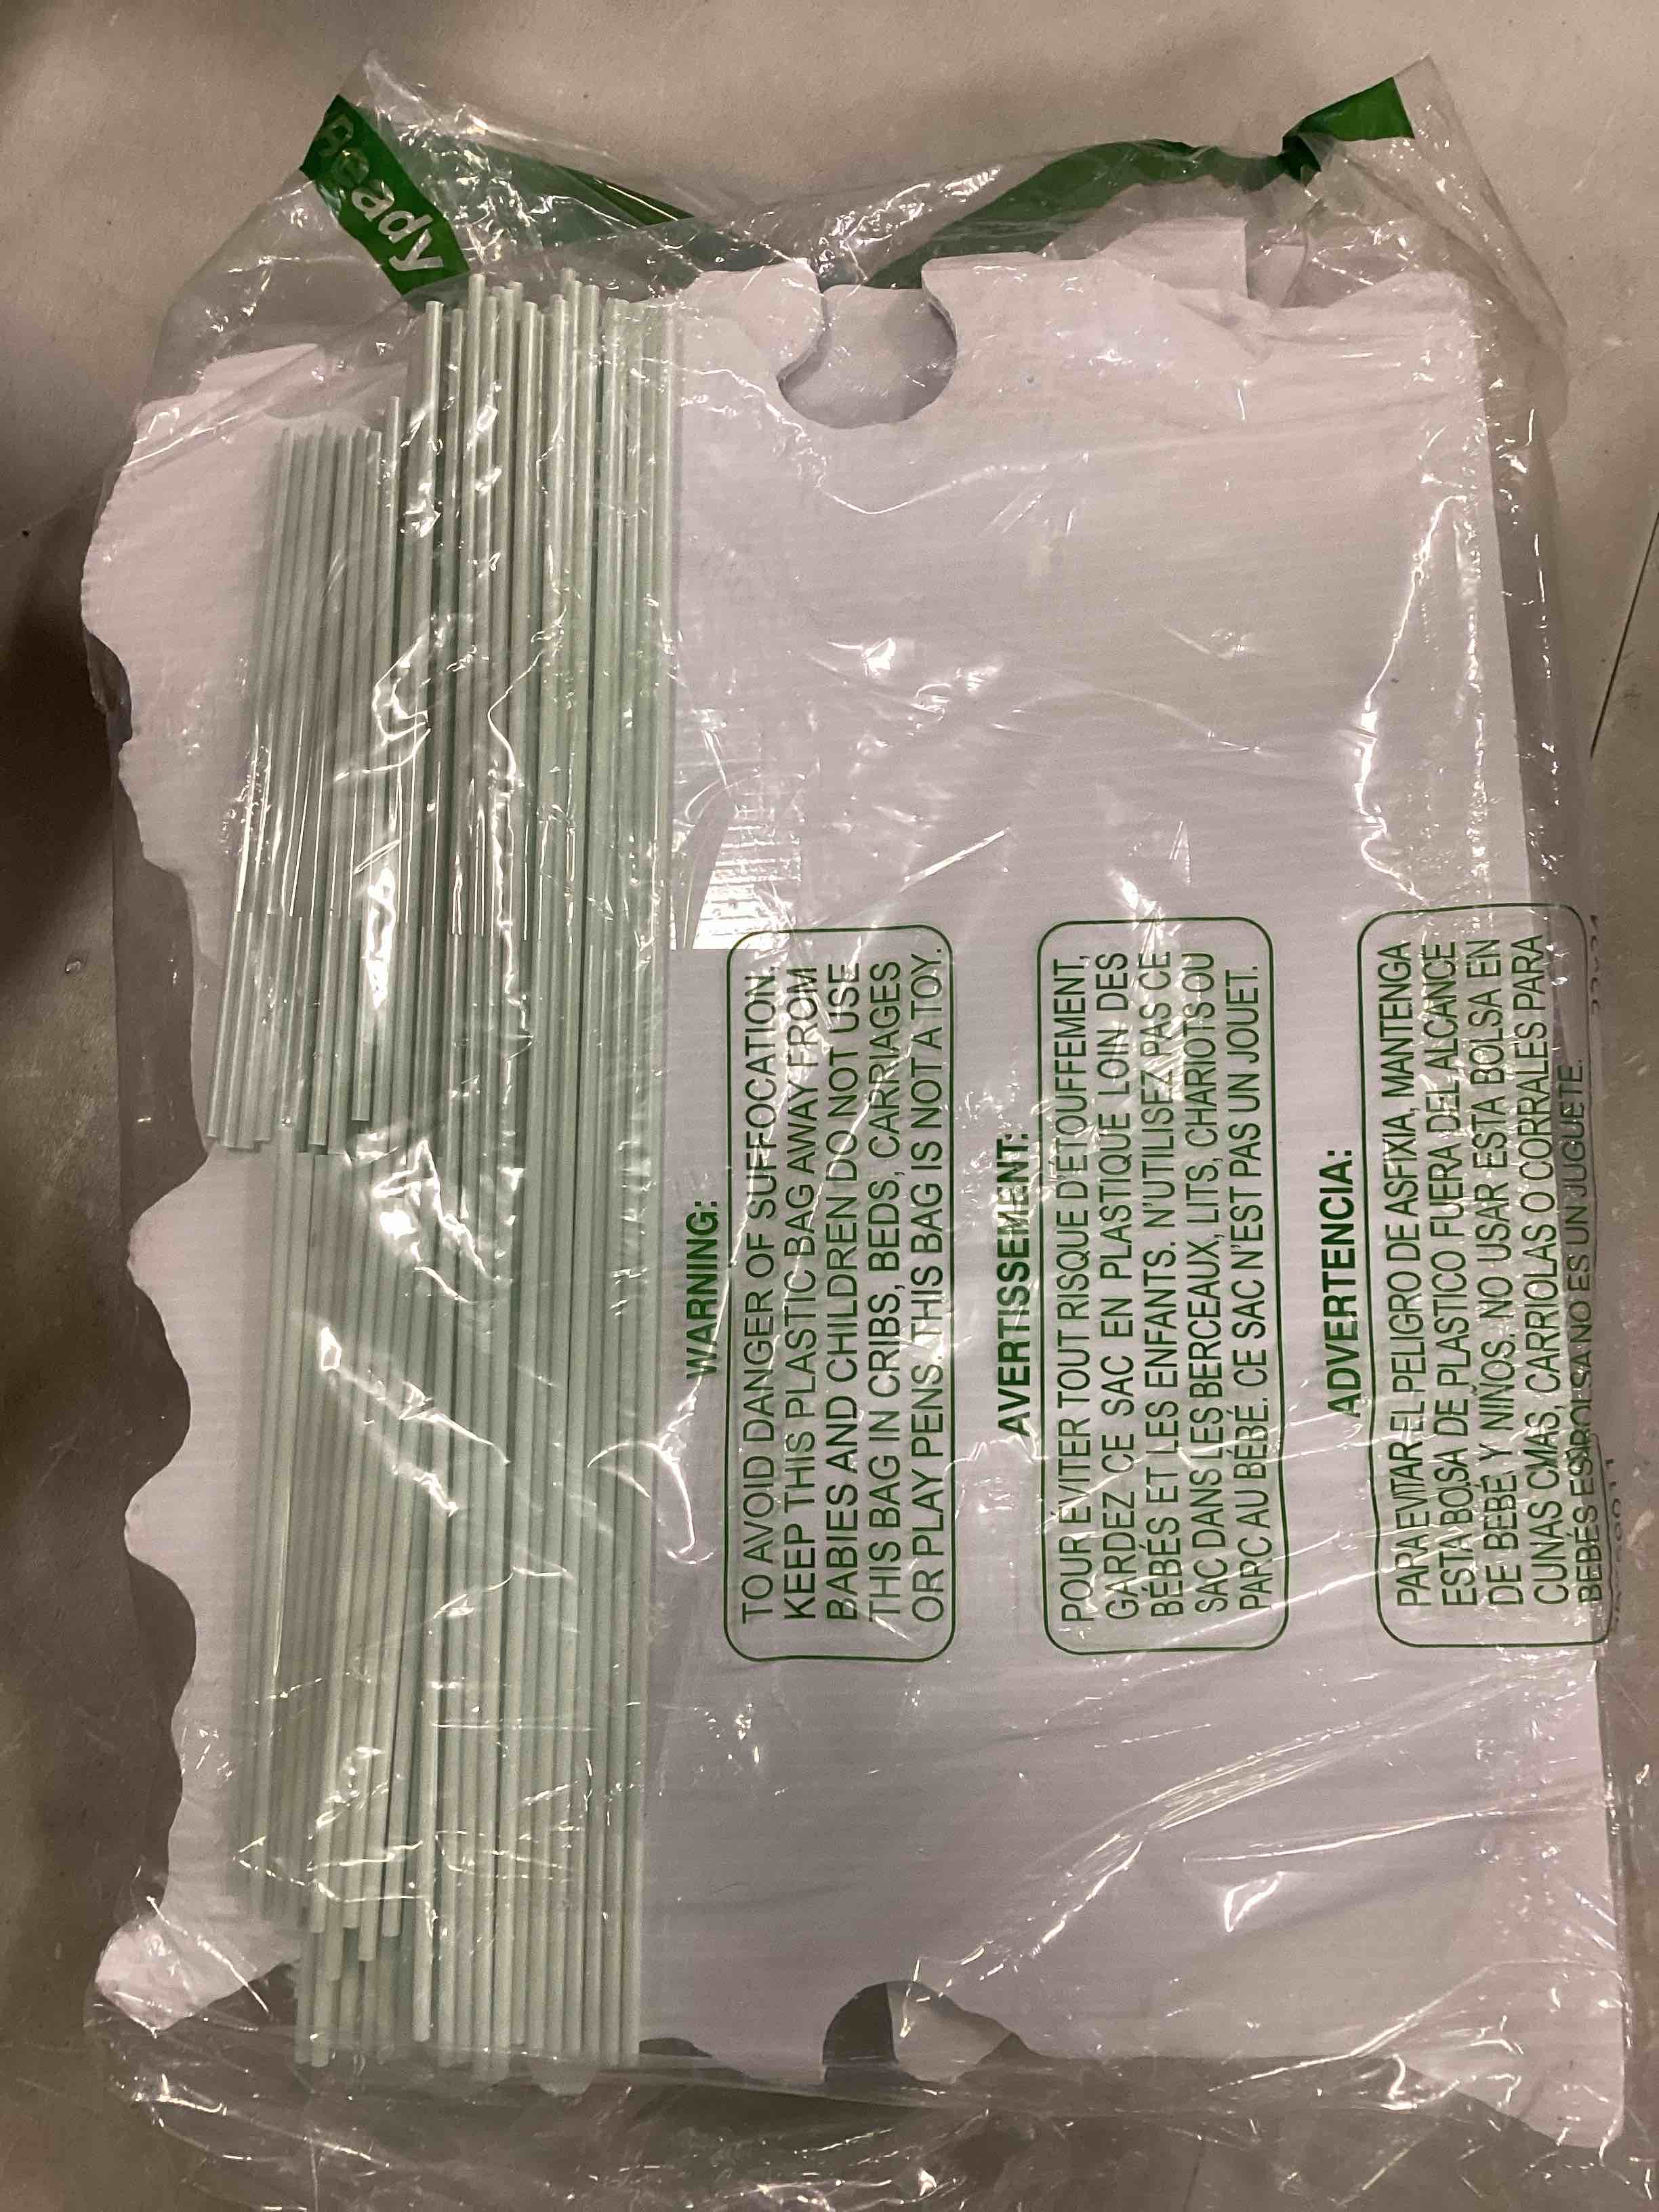 Ready
WARNING:
TO AVOID DANGER OF SUFFOCATION,
KEEP THIS PLASTIC BAG AWAY FROM
BABIES AND CHILDREN DO NOT USE
THIS BAG IN CRIBS, BEDS, CARRIAGES
OR PLAY PENS. THIS BAG IS NOT A TOY.
AVERTISSEMENT:
POUR ÉVITER TOUT RISQUE D'ÉTOUFFEMENT,
GARDEZ CE SAC EN PLASTIQUE LOIN DES
BÉBÉS ET LES ENFANTS. N'UTILISEZ PAS CE
SAC DANS LES BERCEAUX, LITS, CHARIOTS OU
PARC AU BÉBÉ. CE SAC N'EST PAS UN JOUET.
ADVERTENCIA:
PARA EVITAR EL PELIGRO DE ASFIXIA, MANTENGA
ESTA BOSA DE PLASTICO FUERA DEL ALCANCE
DE BEBÉ Y NIÑOS. NO USAR ESTA BOLSA EN
CUNAS CMAS, CARRIOLAS O CORRALES PARA
BEBÉS ES NO ES UN JUGUETE.